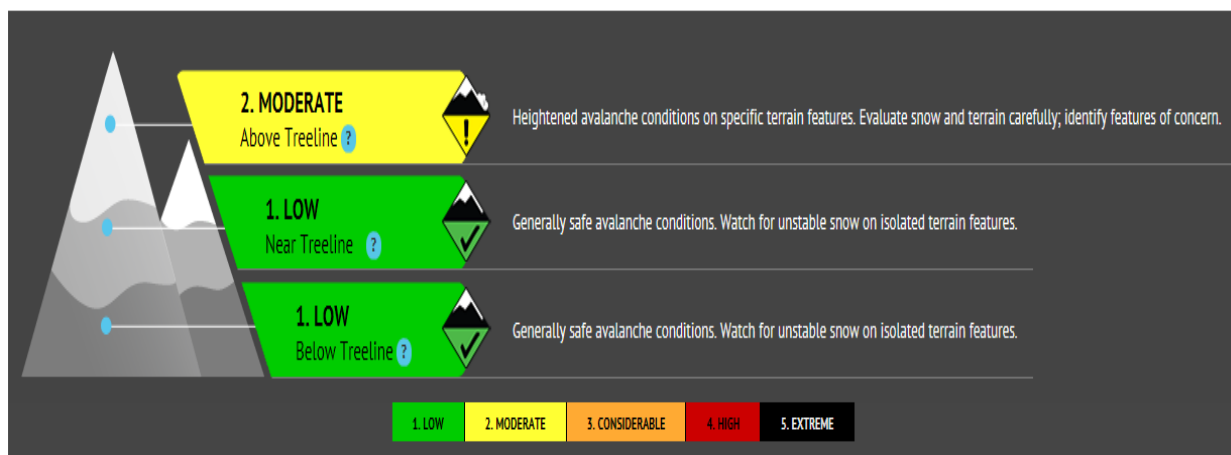 2. MODERATE
Above Treeline ?
Heightened avalanche conditions on specific terrain features. Evaluate snow and terrain carefully; identify features of concern.
1. LOW
Near Treeline ?
Generally safe avalanche conditions. Watch for unstable snow on isolated terrain features.
1. LOW
Below Treeline ?
Generally safe avalanche conditions. Watch for unstable snow on isolated terrain features.
1. LOW 2. MODERATE 3. CONSIDERABLE 4. HIGH 5. EXTREME